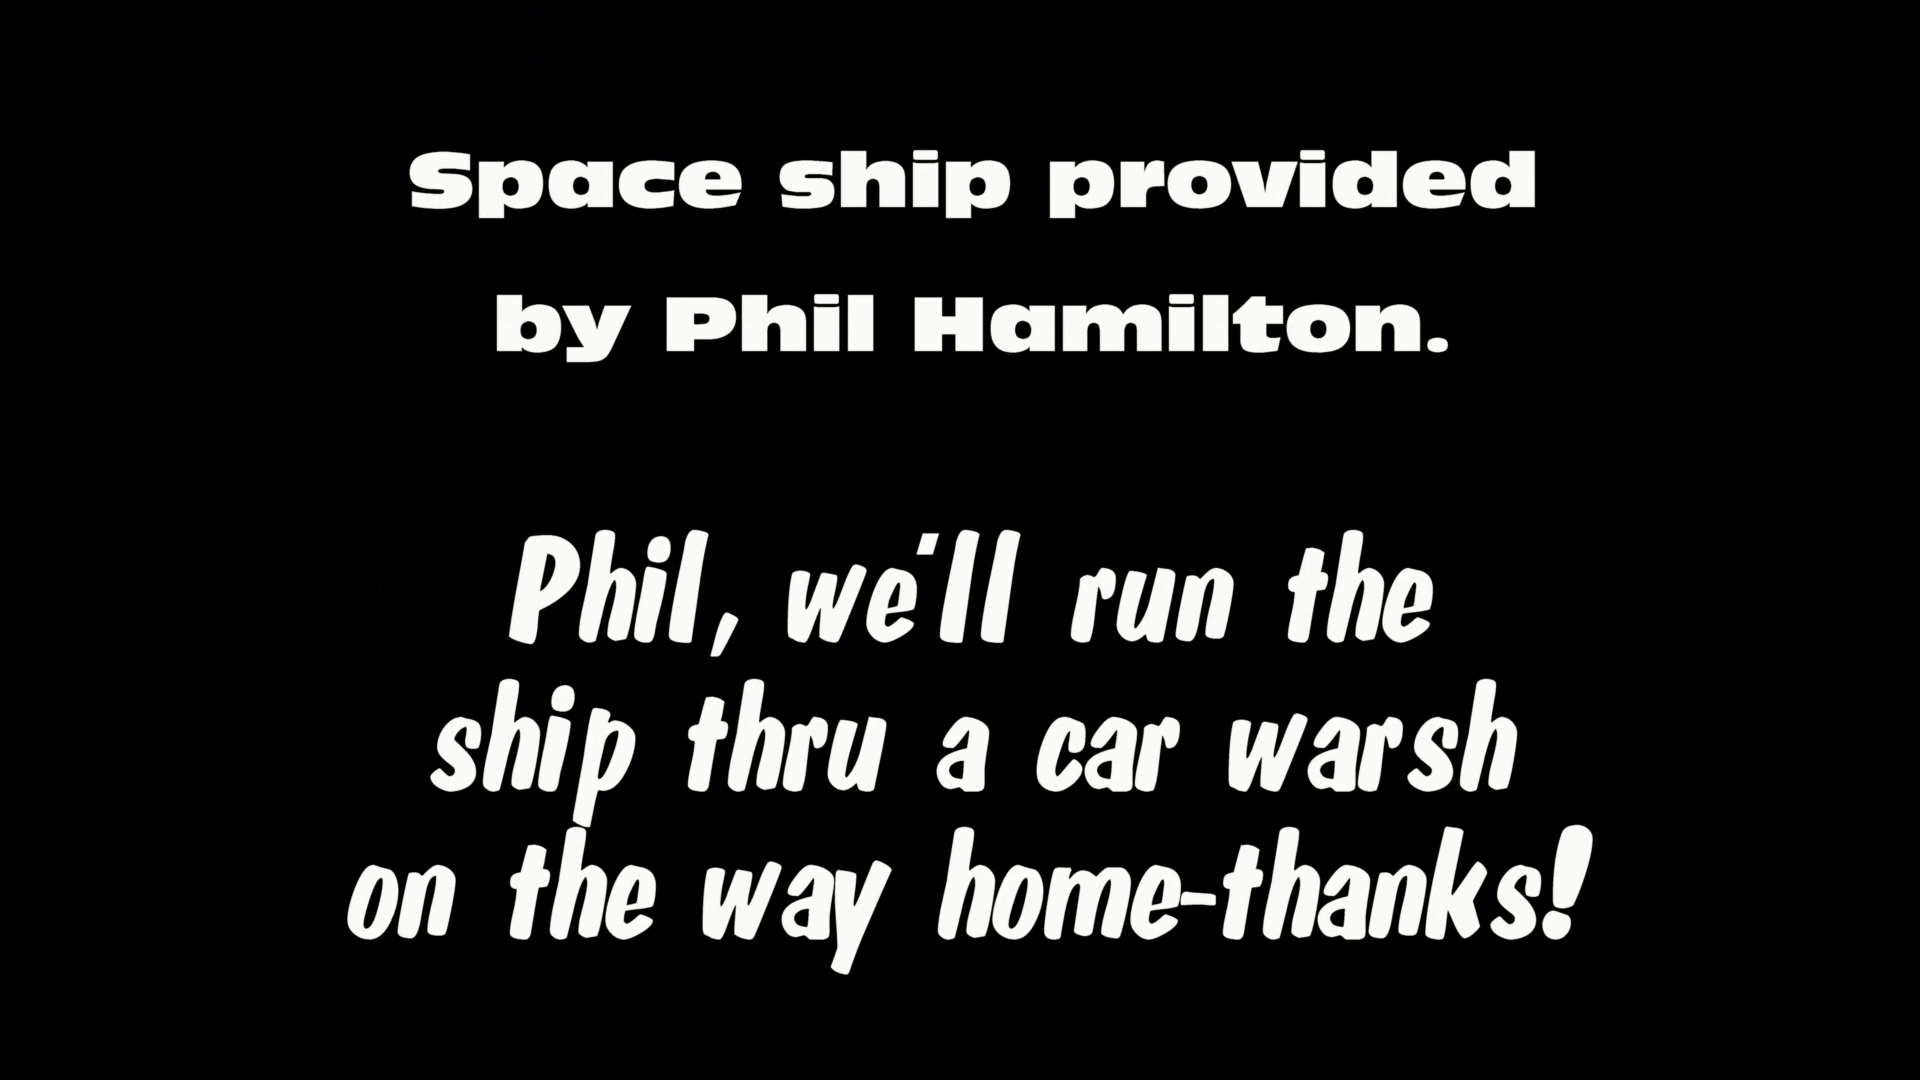 Space ship provided
by Phil Hamilton.
Phil, we'll run the
ship thru a car warsh
on the way home-thanks!